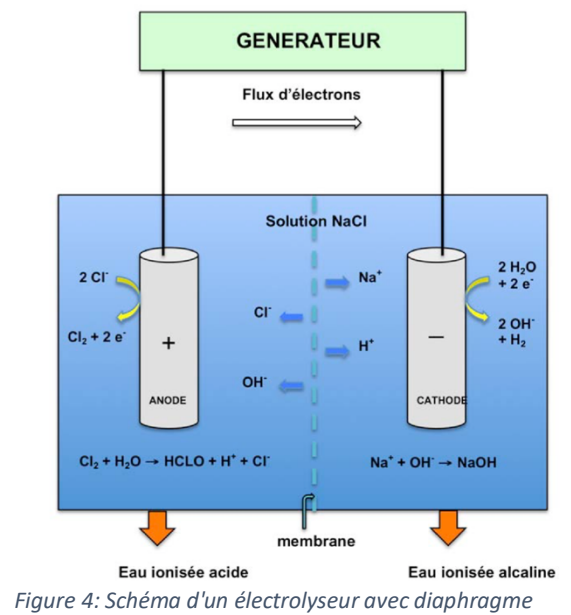 GENERATEUR
Flux d'électrons
Solution NaCl
2 Cl⁻
Cl₂ + 2 e⁻
+
ANODE
Na⁺
Cl⁻
H⁺
OH⁻
2 H₂O
+ 2 e⁻
2 OH⁻
+ H₂
−
CATHODE
Cl₂ + H₂O → HCLO + H⁺ + Cl⁻
Na⁺ + OH⁻ → NaOH
membrane
Eau ionisée acide
Eau ionisée alcaline
Figure 4: Schéma d'un électrolyseur avec diaphragme